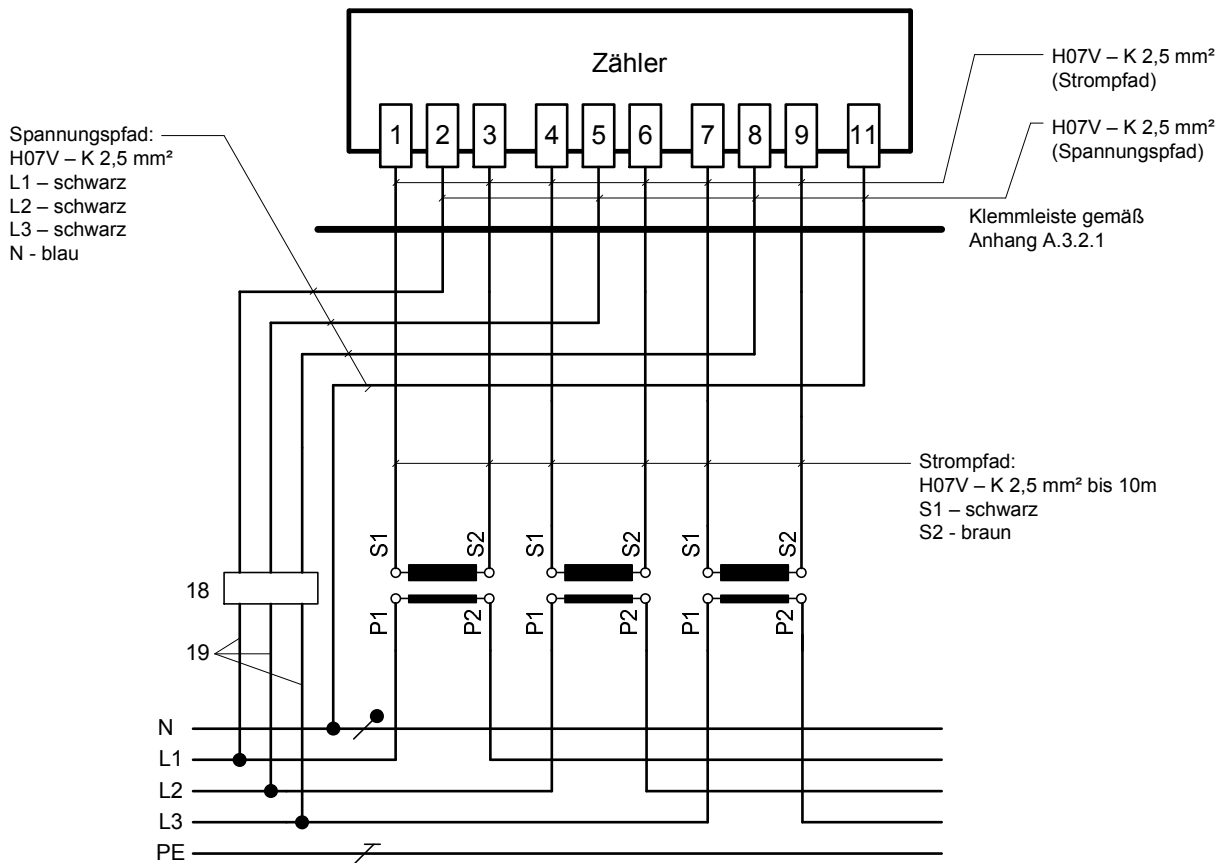 Zähler
1 2 3 4 5 6 7 8 9 11
H07V – K 2,5 mm²
(Strompfad)
H07V – K 2,5 mm²
(Spannungspfad)
Spannungspfad:
H07V – K 2,5 mm²
L1 – schwarz
L2 – schwarz
L3 – schwarz
N - blau
Klemmleiste gemäß
Anhang A.3.2.1
Strompfad:
H07V – K 2,5 mm² bis 10m
S1 – schwarz
S2 - braun
S1 S2 S1 S2 S1 S2
18
P1 P2 P1 P2 P1 P2
19
N
L1
L2
L3
PE